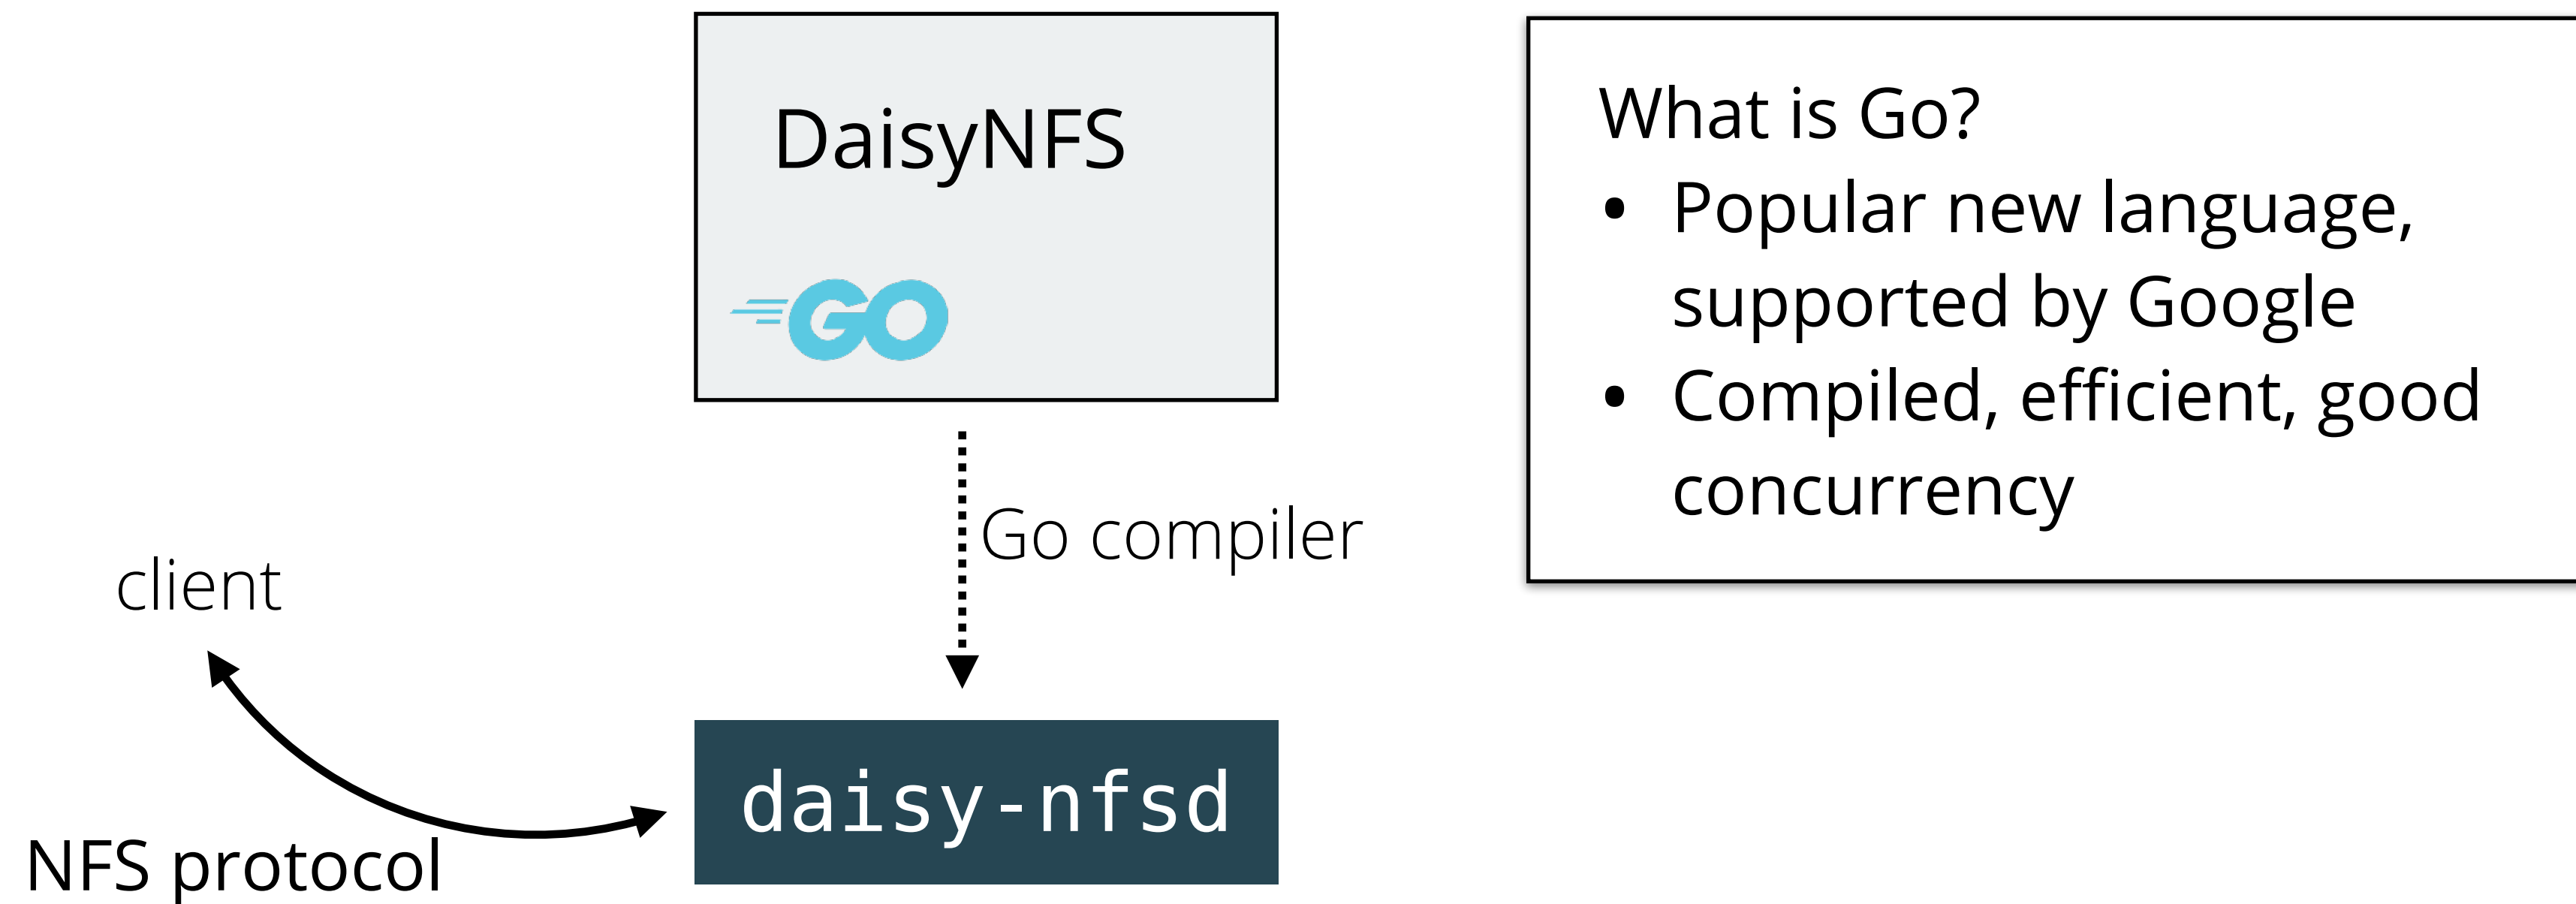 DaisyNFS
GO
Go compiler
client
NFS protocol
daisy-nfsd
What is Go?
• Popular new language,
supported by Google
• Compiled, efficient, good
concurrency